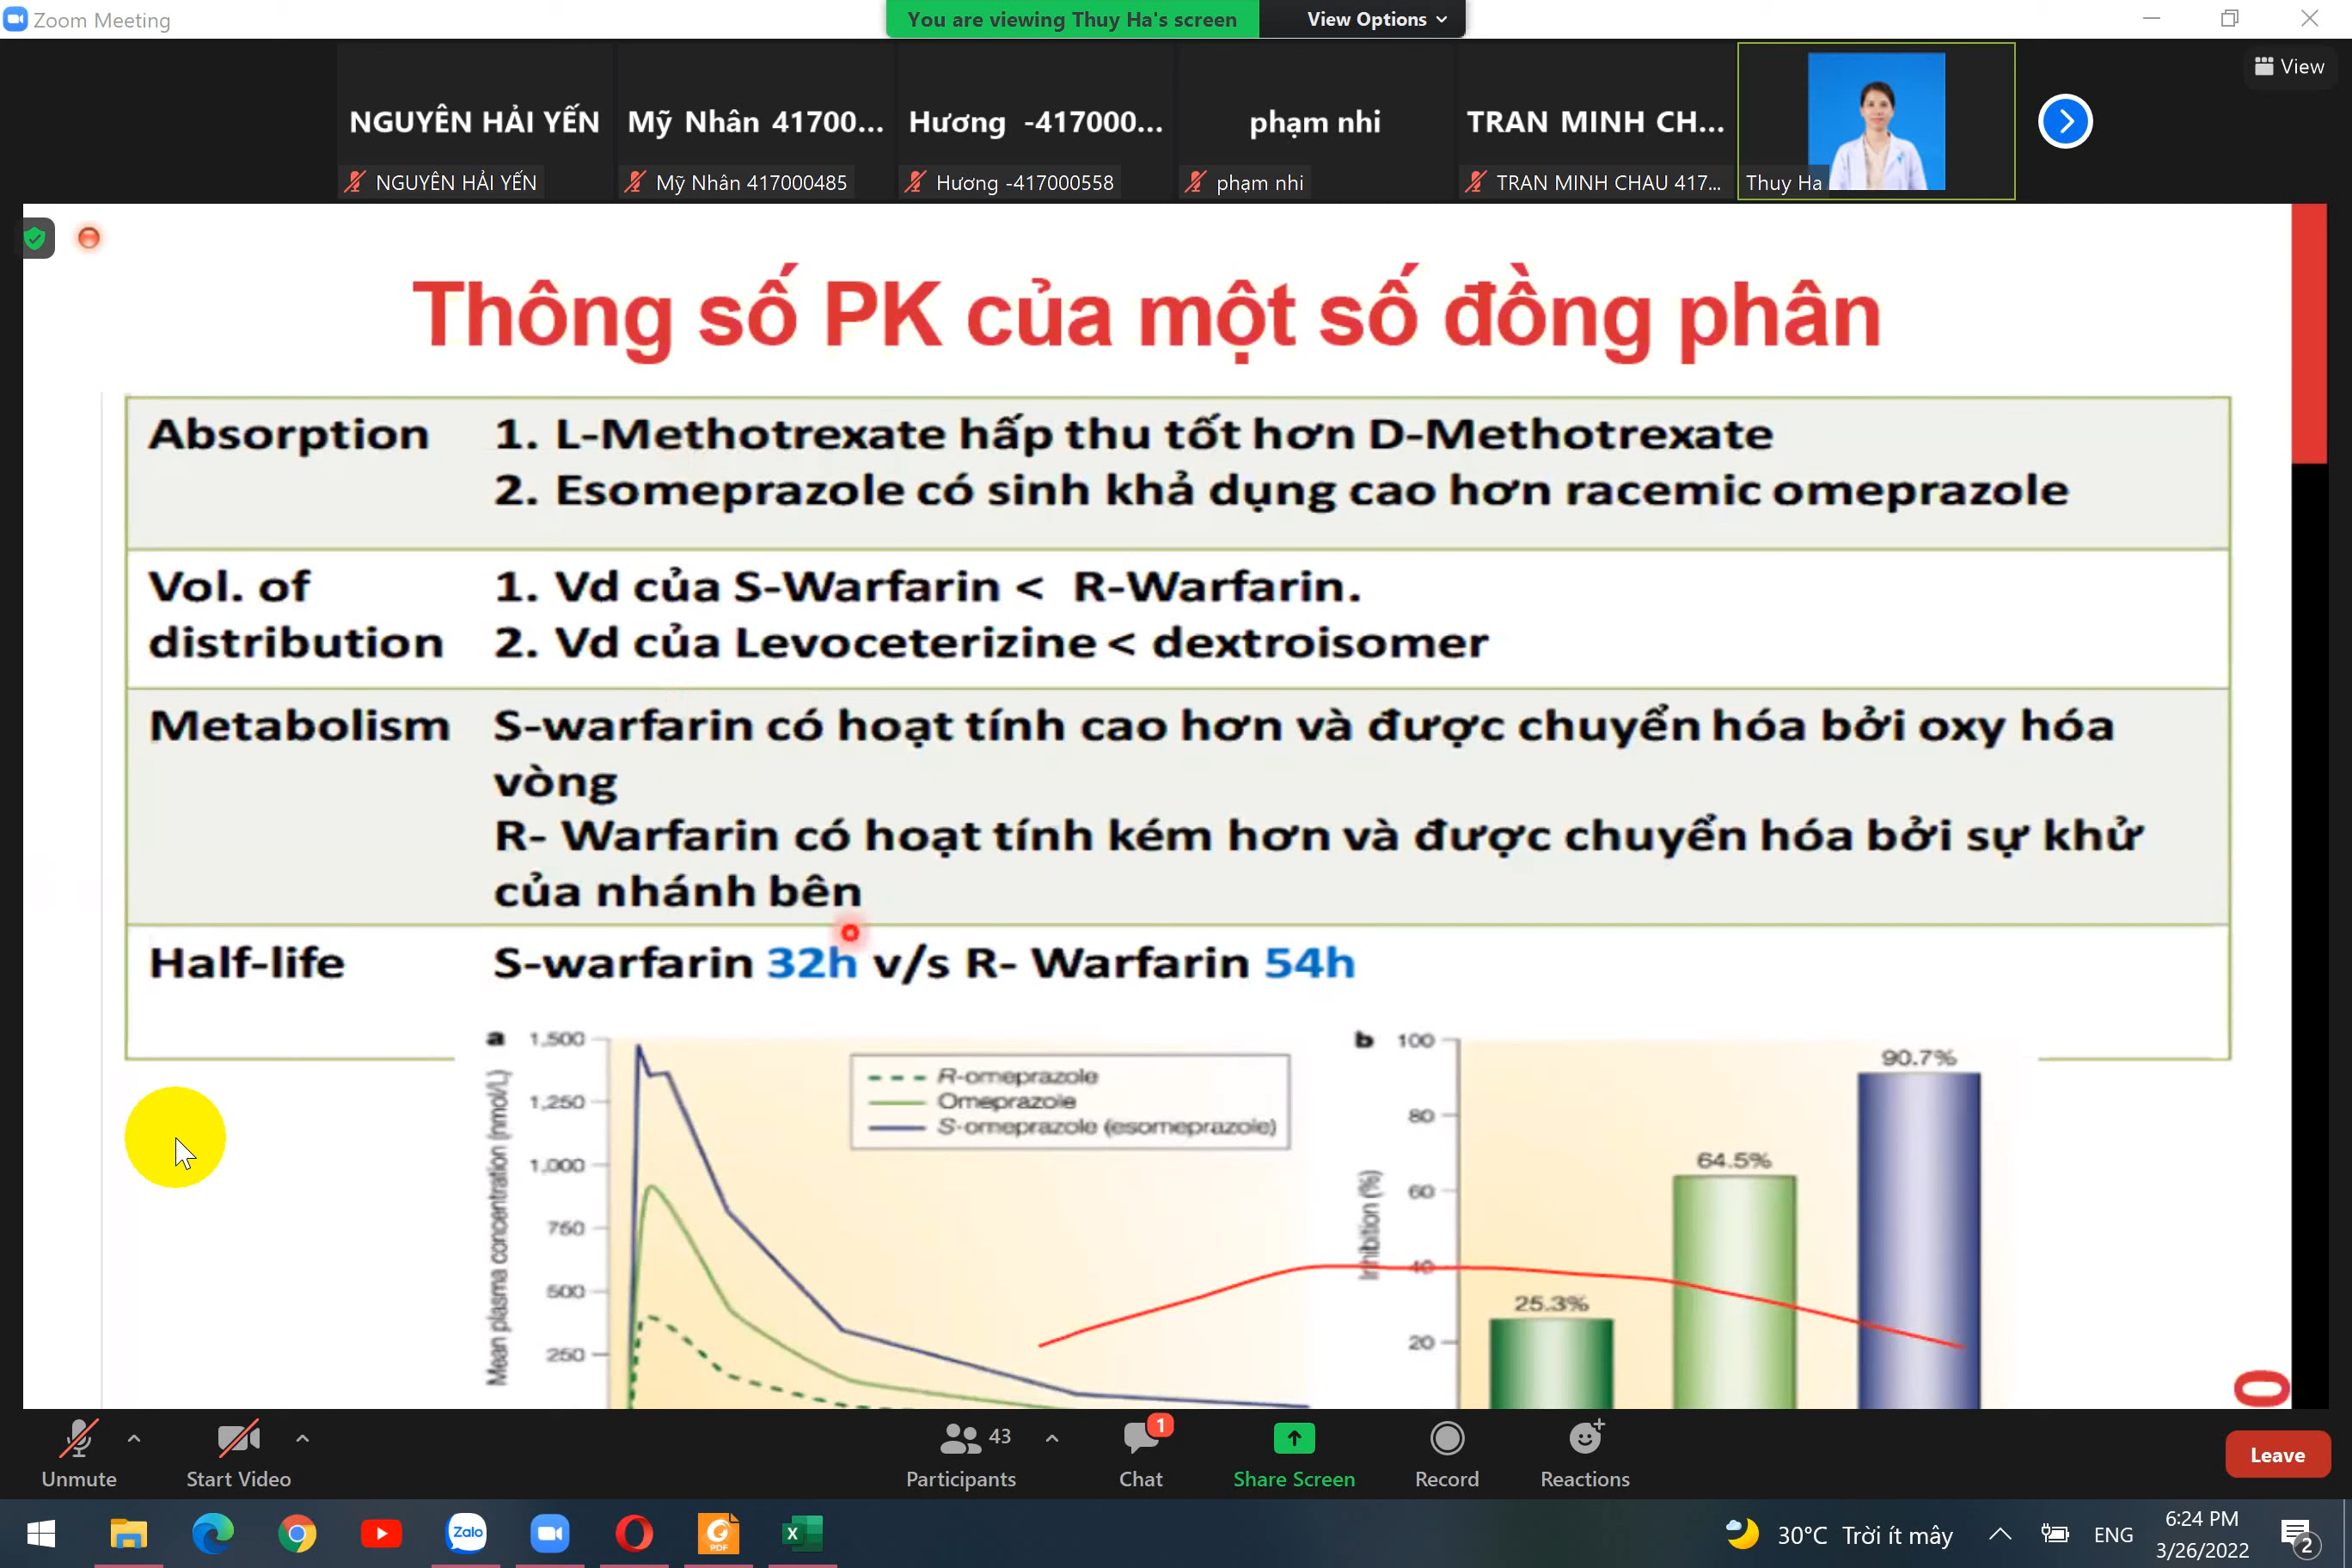 Zoom Meeting
You are viewing Thuy Ha's screen
View Options
View
NGUYÊN HẢI YẾN
Mỹ Nhân 41700...
Hương -417000...
phạm nhi
TRAN MINH CH...
NGUYÊN HẢI YẾN
Mỹ Nhân 417000485
Hương -417000558
phạm nhi
TRAN MINH CHAU 417...
Thuy Ha
Thông số PK của một số đồng phân
Absorption
1. L-Methotrexate hấp thu tốt hơn D-Methotrexate
2. Esomeprazole có sinh khả dụng cao hơn racemic omeprazole
Vol. of
distribution
1. Vd của S-Warfarin < R-Warfarin.
2. Vd của Levoceterizine < dextroisomer
Metabolism
S-warfarin có hoạt tính cao hơn và được chuyển hóa bởi oxy hóa
vòng
R- Warfarin có hoạt tính kém hơn và được chuyển hóa bởi sự khử
của nhánh bên
Half-life
S-warfarin 32h v/s R- Warfarin 54h
a
Mean plasma concentration (nmol/L)
1,500
1,250
1,000
750
500
250
R-omeprazole
Omeprazole
S-omeprazole (esomeprazole)
b
Inhibition (%)
100
80
60
40
20
25.3%
64.5%
90.7%
0
Unmute
Start Video
43
Participants
1
Chat
Share Screen
Record
Reactions
Leave
Zalo
PDF
X
30°C Trời ít mây
ENG
6:24 PM
3/26/2022
2